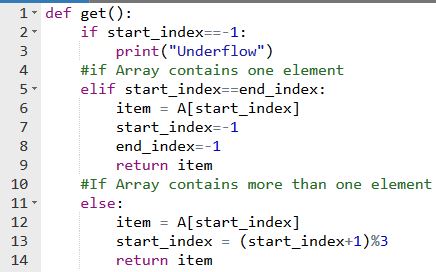 1 def get():
2     if start_index==-1:
3         print("Underflow")
4     #if Array contains one element
5     elif start_index==end_index:
6         item = A[start_index]
7         start_index=-1
8         end_index=-1
9         return item
10     #If Array contains more than one element
11     else:
12         item = A[start_index]
13         start_index = (start_index+1)%3
14         return item